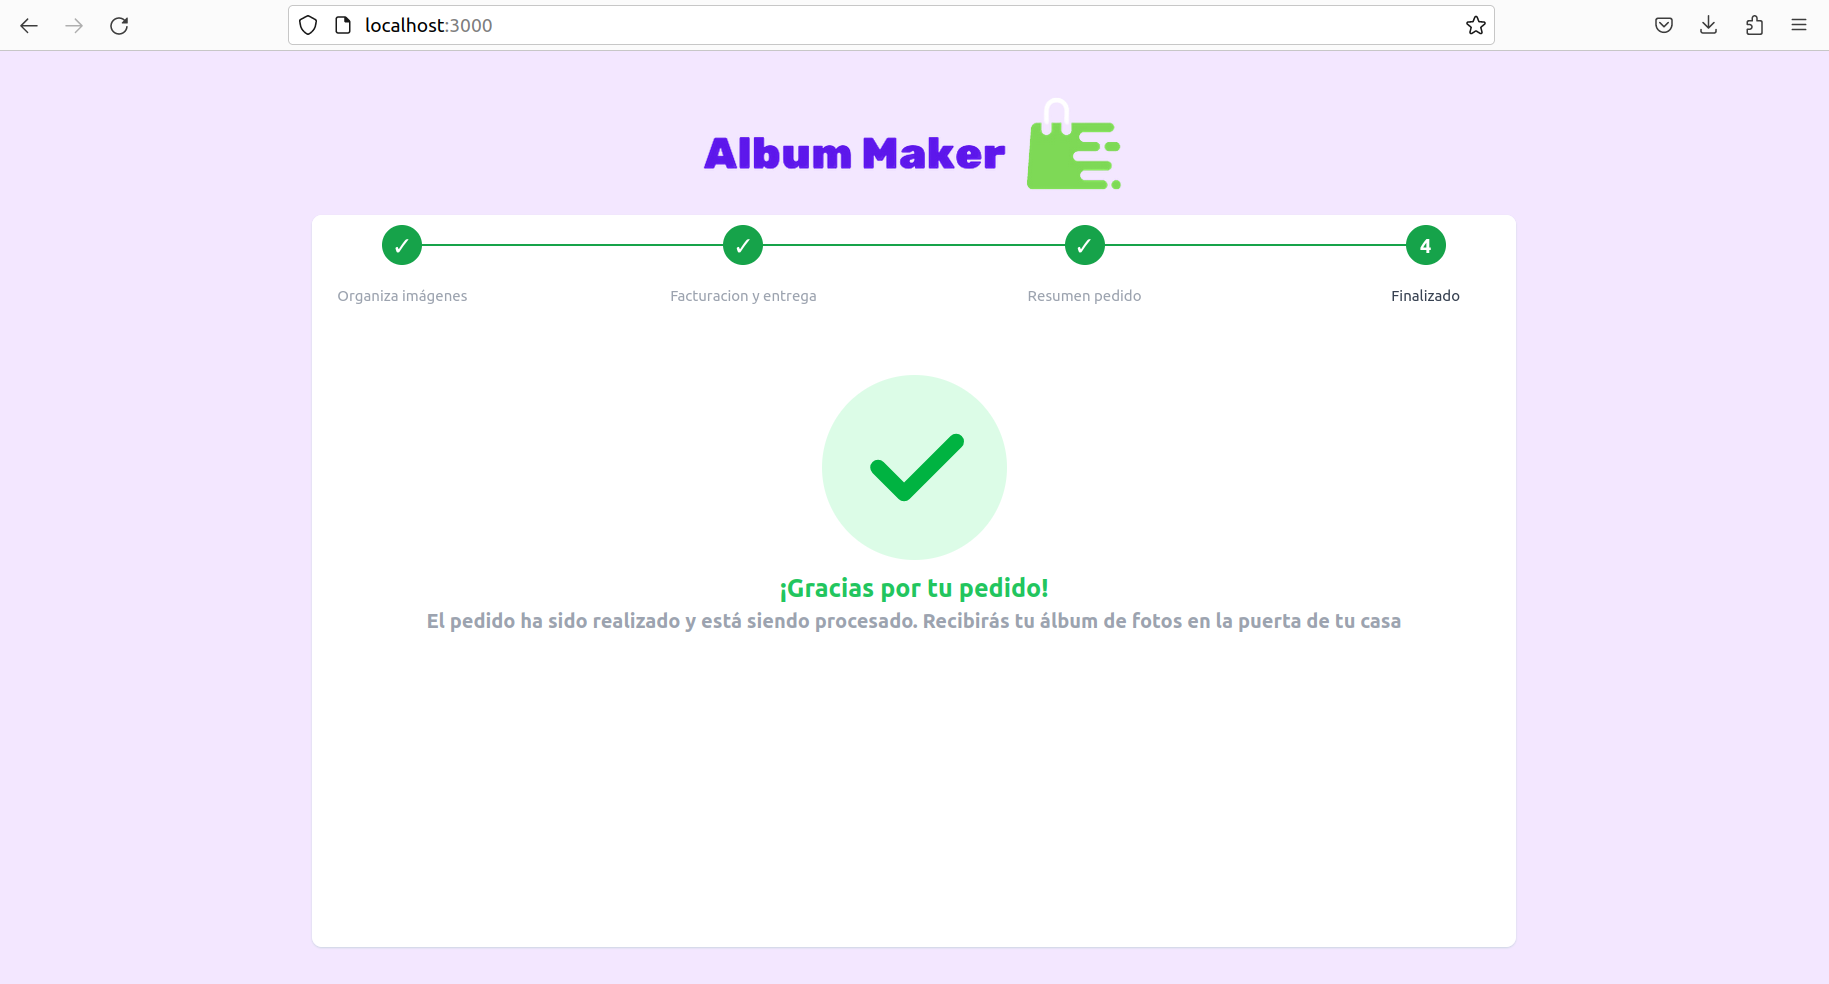 localhost:3000
Album Maker
✓ ✓ ✓ 4
Organiza imágenes Facturacion y entrega Resumen pedido Finalizado
¡Gracias por tu pedido!
El pedido ha sido realizado y está siendo procesado. Recibirás tu álbum de fotos en la puerta de tu casa